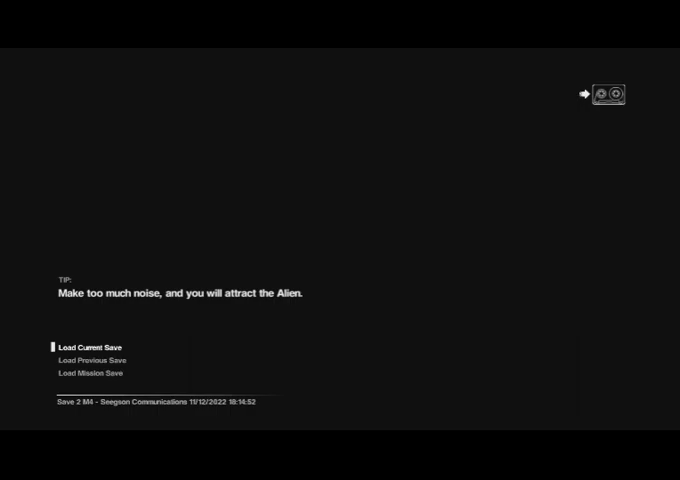 TIP:
Make too much noise, and you will attract the Alien.
Load Current Save
Load Previous Save
Load Mission Save
Save 2 M4 - Seegson Communications 11/12/2022 18:14:52